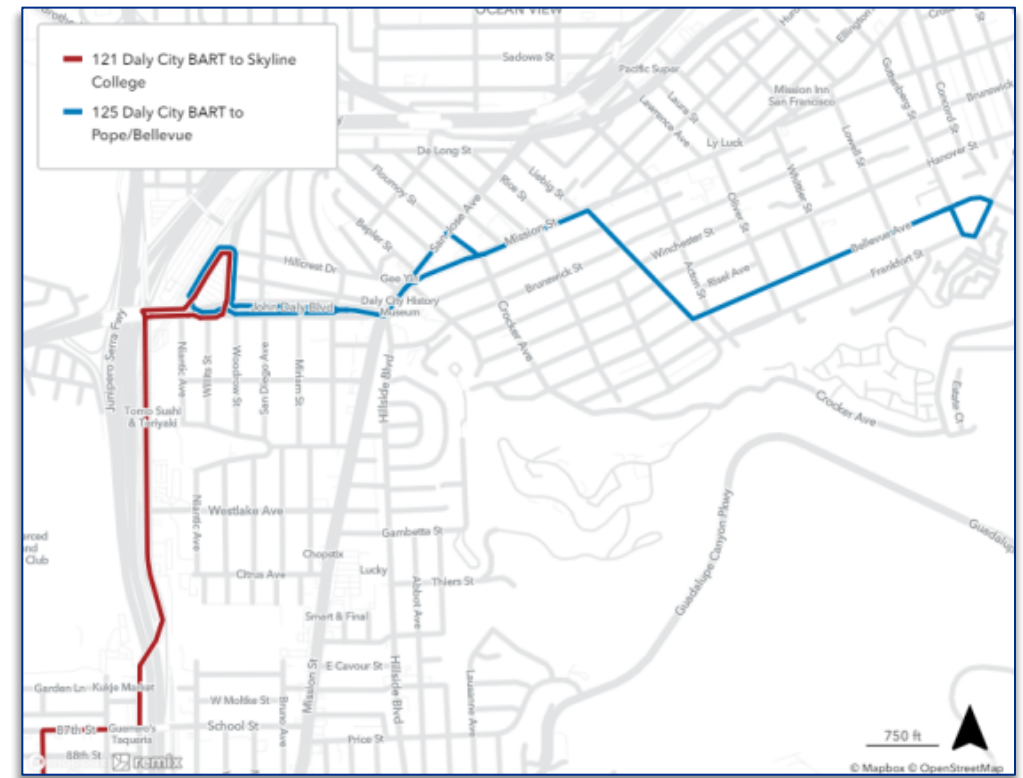 OCEAN VIEW
121 Daly City BART to Skyline
College
125 Daly City BART to
Pope/Bellevue
Sadowa St
Pacific Super
Mission Inn
San Francisco
Guttenberg St
Concord St
Brunswick
Laura St
Lawrence Ave
Ly Luck
Lowell St
Hanover St
De Long St
Flournoy St
Liebig St
Rice St
San Jose Ave
Whittier St
Oliver St
Bepler St
Mission St
Winchester St
Bellevue Ave
Frankfort St
Hillcrest Dr
Gee
Brunswick St
Acton St
Risel Ave
John Daly Blvd
Daly City History
Museum
Crocker Ave
Junipero Serra Fwy
Niantic Ave
Willits St
Woodrow St
San Diego Ave
Miriam St
Hillside Blvd
Tomo Sushi
& Teriyaki
Crocker Ave
Estate Ct
Niantic Ave
Westlake Ave
Guadalupe Canyon Pkwy
Club
Gambetta St
Chopstix
Lucky
Citrus Ave
Abbot Ave
Thiers St
Smart & Final
E Cavour St
Mission St
Hillside Blvd
Lausanne Ave
Garden Ln
Kukje Market
W Moltke St
Bruno Ave
School St
87th St
Guerrero's
Taqueria
Price St
88th St
remix
750 ft
© Mapbox © OpenStreetMap